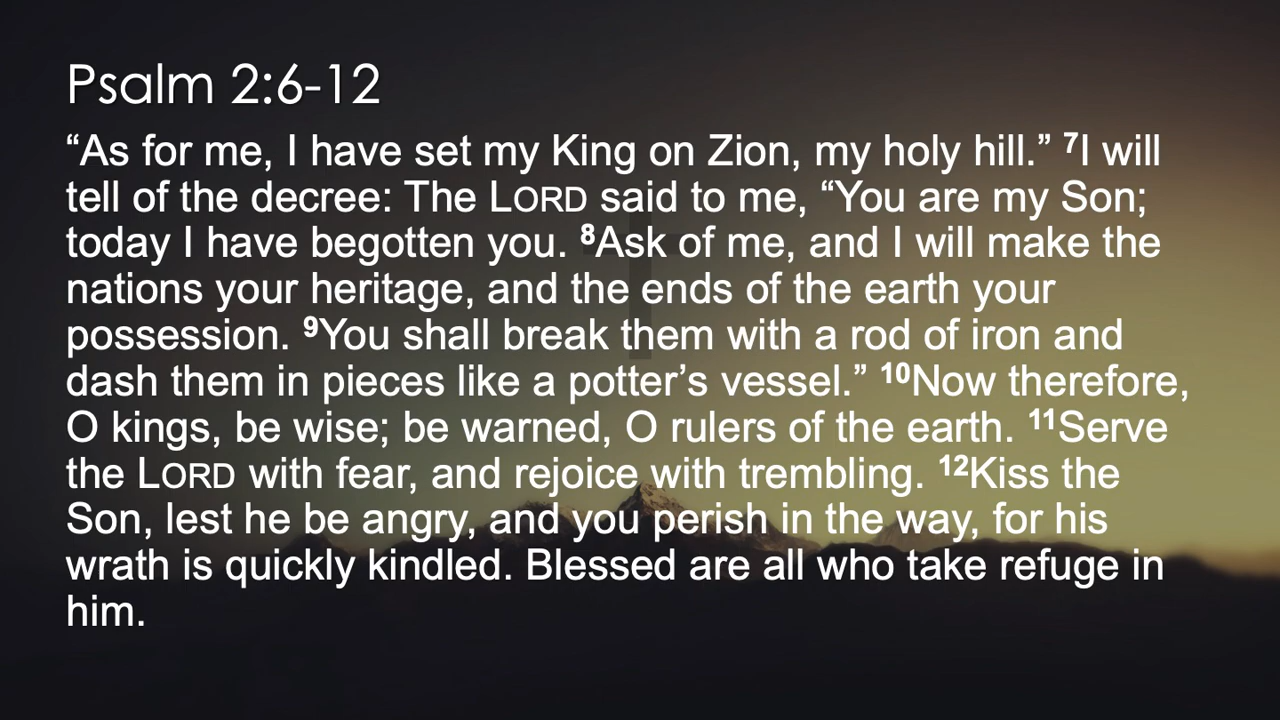 Psalm 2:6-12
“As for me, I have set my King on Zion, my holy hill.” 7I will
tell of the decree: The LORD said to me, “You are my Son;
today I have begotten you. 8Ask of me, and I will make the
nations your heritage, and the ends of the earth your
possession. 9You shall break them with a rod of iron and
dash them in pieces like a potter’s vessel.” 10Now therefore,
O kings, be wise; be warned, O rulers of the earth. 11Serve
the LORD with fear, and rejoice with trembling. 12Kiss the
Son, lest he be angry, and you perish in the way, for his
wrath is quickly kindled. Blessed are all who take refuge in
him.